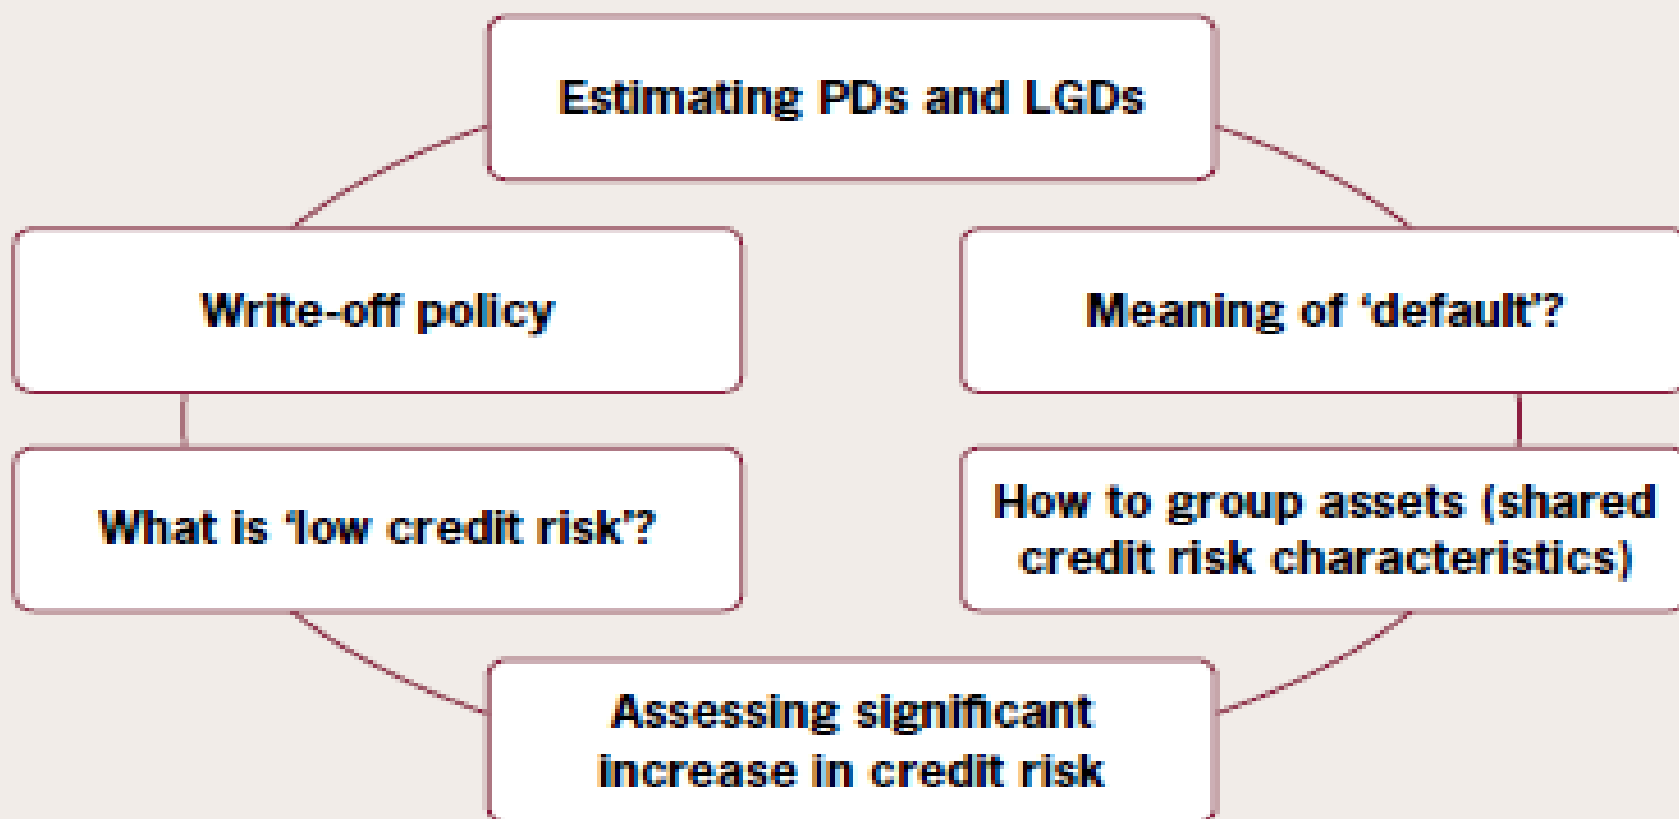 Estimating PDs and LGDs
Write-off policy
Meaning of ‘default’?
What is ‘low credit risk’?
How to group assets (shared
credit risk characteristics)
Assessing significant
increase in credit risk